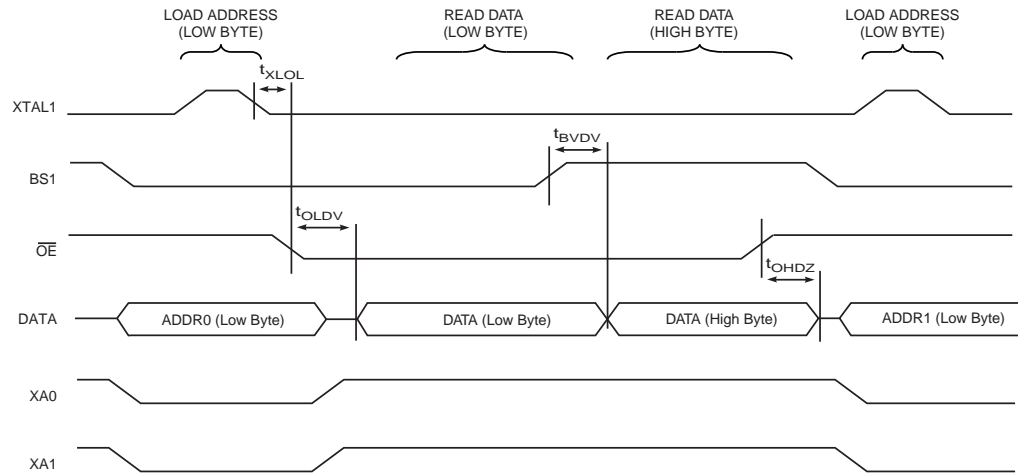 LOAD ADDRESS
(LOW BYTE)
READ DATA
(LOW BYTE)
READ DATA
(HIGH BYTE)
LOAD ADDRESS
(LOW BYTE)
tXLOL
XTAL1
tBVDV
BS1
tOLDV
OE
tOHDZ
DATA
ADDR0 (Low Byte)
DATA (Low Byte)
DATA (High Byte)
ADDR1 (Low Byte)
XA0
XA1